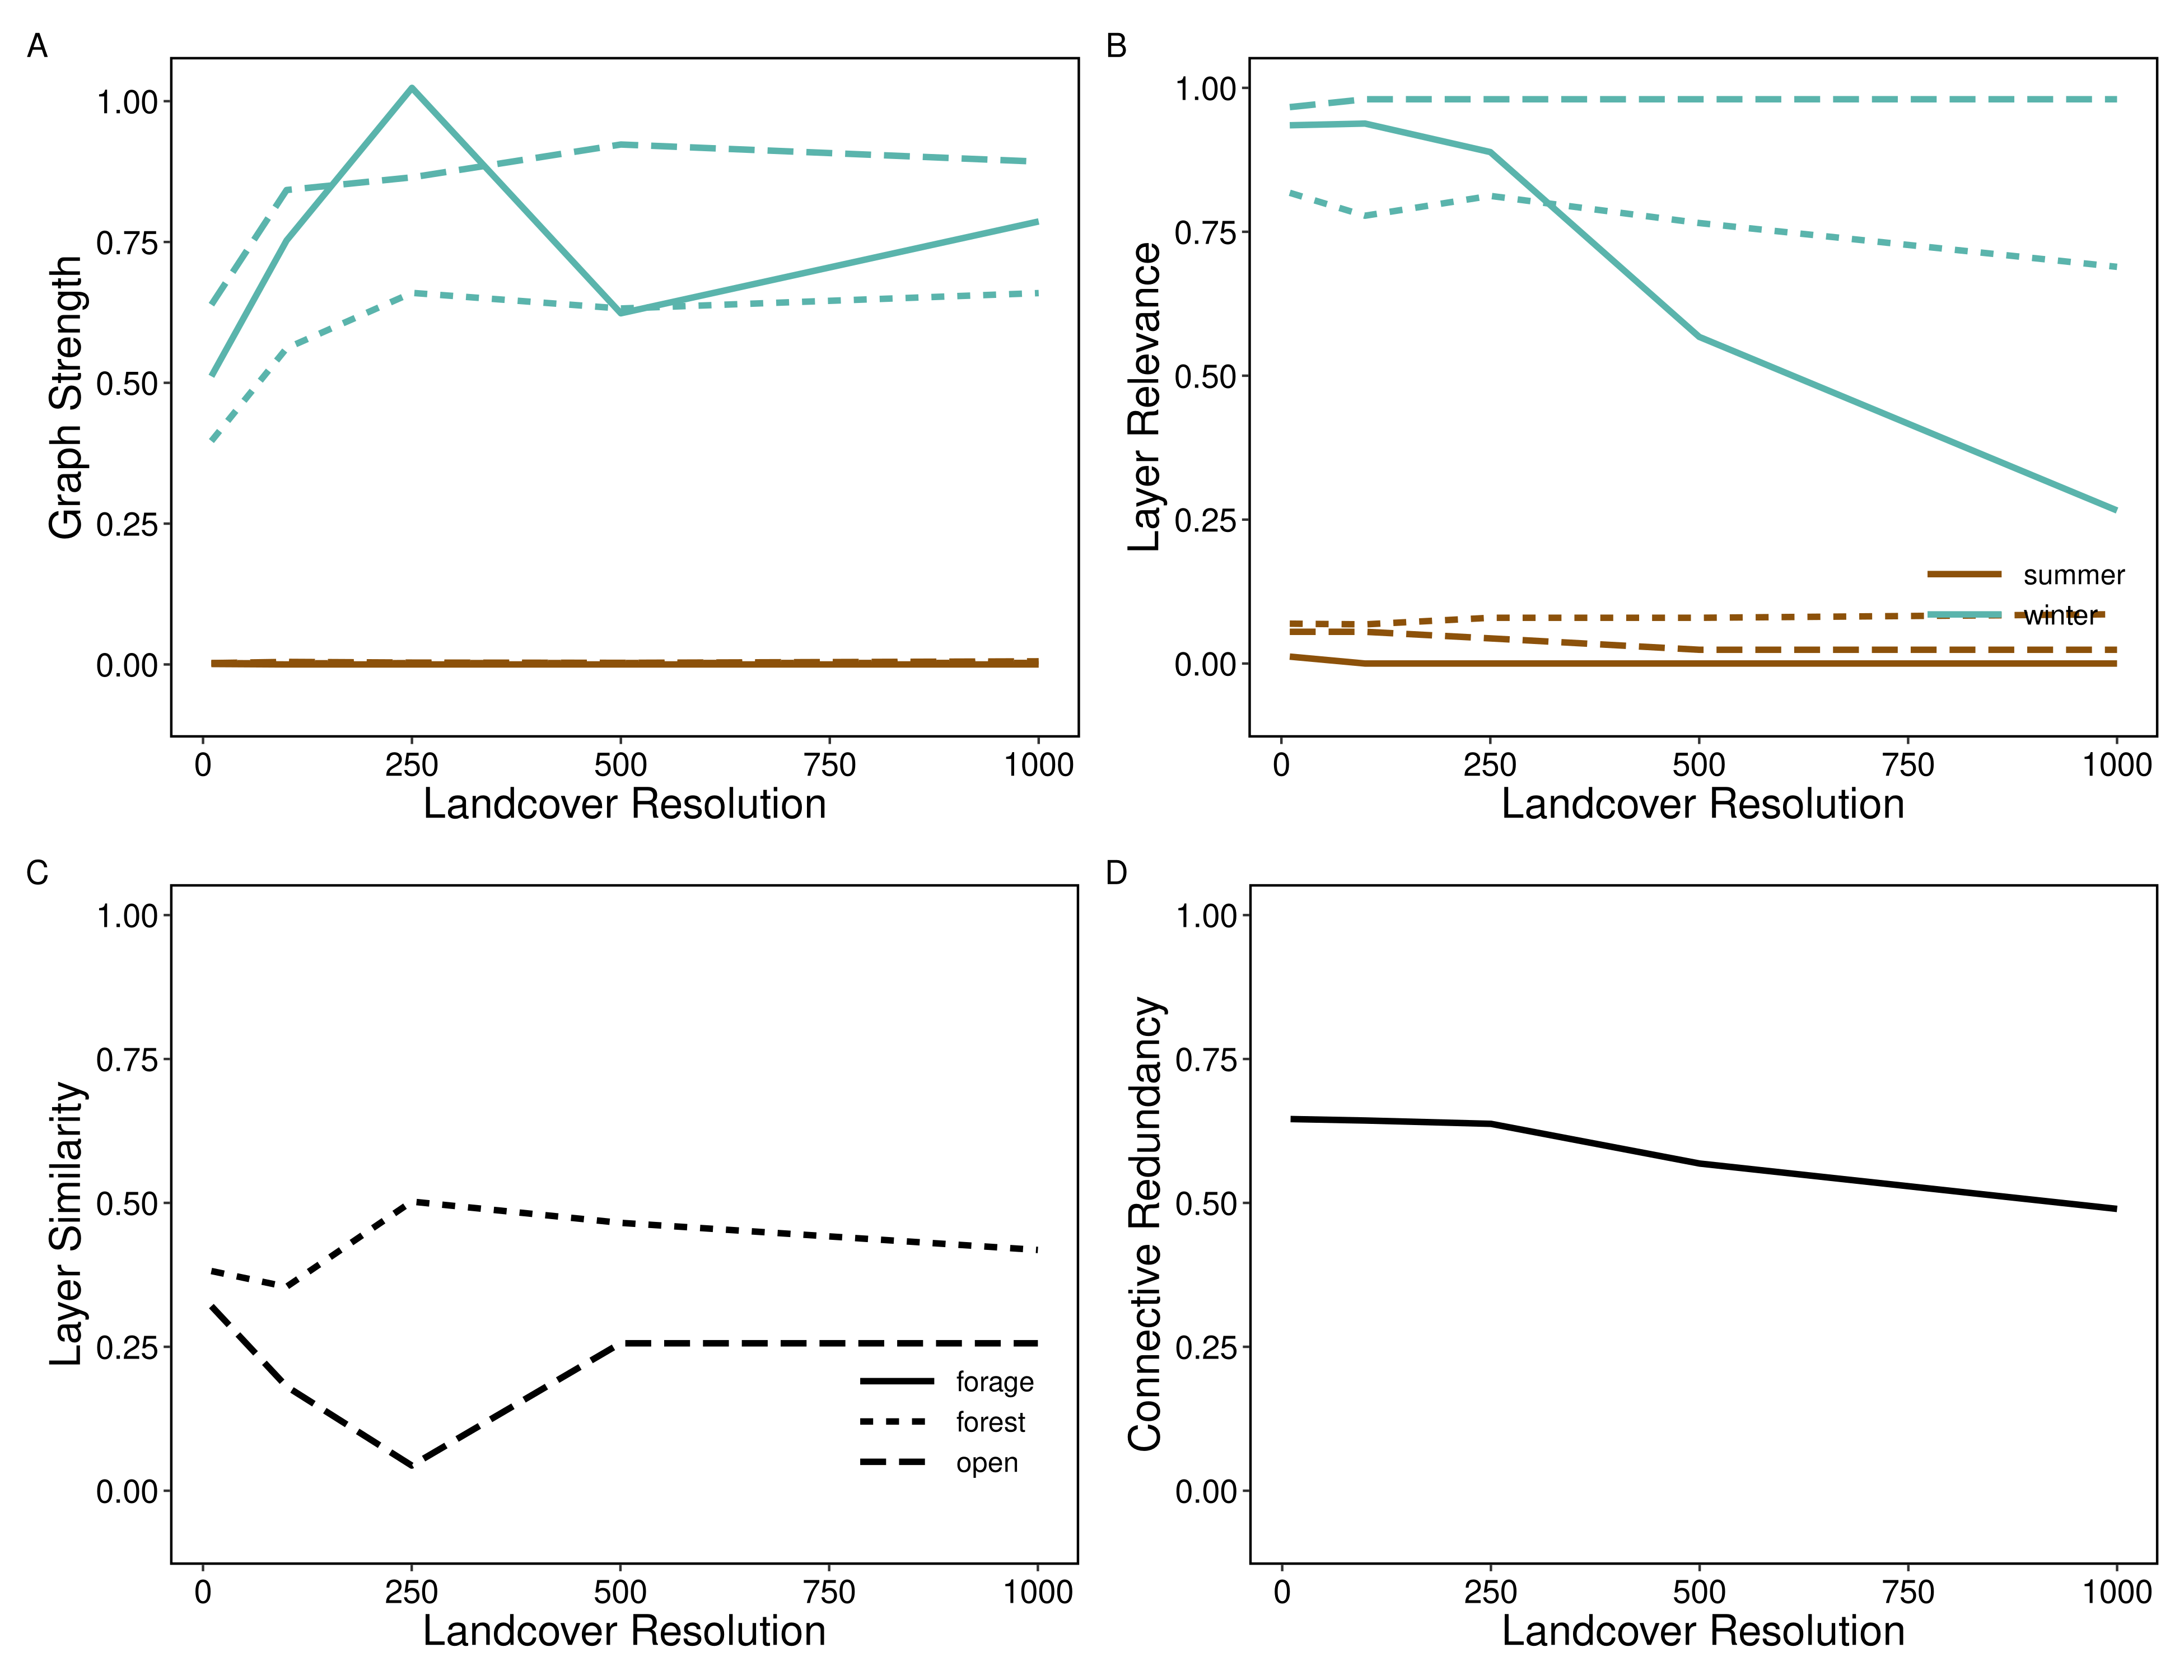 A
1.00
0.75
0.50
0.25
0.00
Graph Strength
0 250 500 750 1000
Landcover Resolution
B
1.00
0.75
0.50
0.25
0.00
Layer Relevance
summer
winter
0 250 500 750 1000
Landcover Resolution
C
1.00
0.75
0.50
0.25
0.00
Layer Similarity
forage
forest
open
0 250 500 750 1000
Landcover Resolution
D
1.00
0.75
0.50
0.25
0.00
Connective Redundancy
0 250 500 750 1000
Landcover Resolution